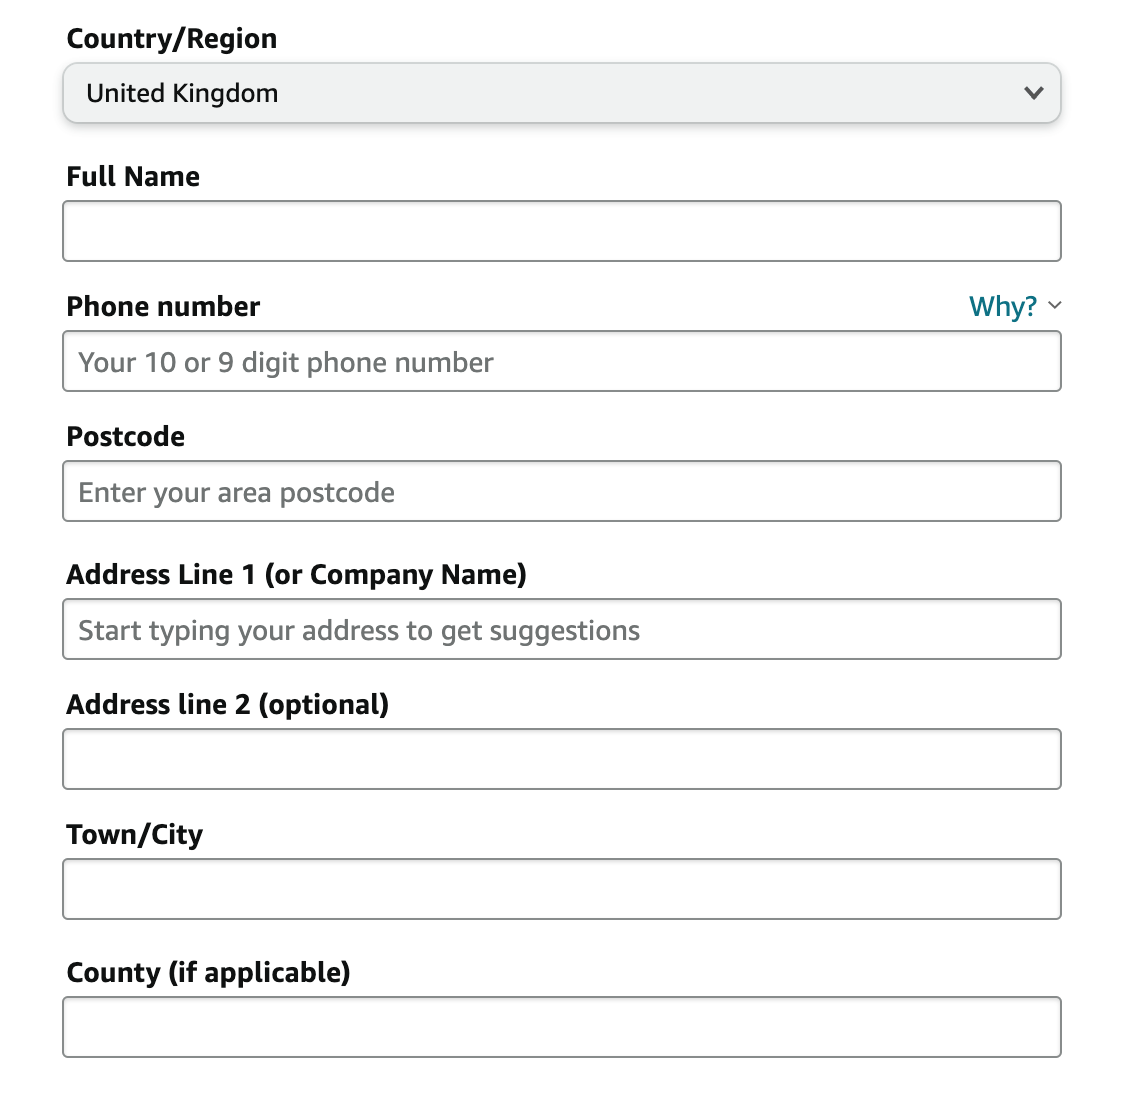 Country/Region
United Kingdom
Full Name
Phone number Why?
Your 10 or 9 digit phone number
Postcode
Enter your area postcode
Address Line 1 (or Company Name)
Start typing your address to get suggestions
Address line 2 (optional)
Town/City
County (if applicable)